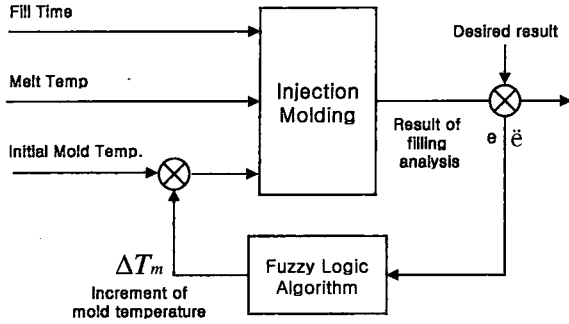 Fill Time
Desired result
Melt Temp
Injection
Molding
Result of
filling
analysis
e ë
Initial Mold Temp.
ΔTm
Increment of
mold temperature
Fuzzy Logic
Algorithm